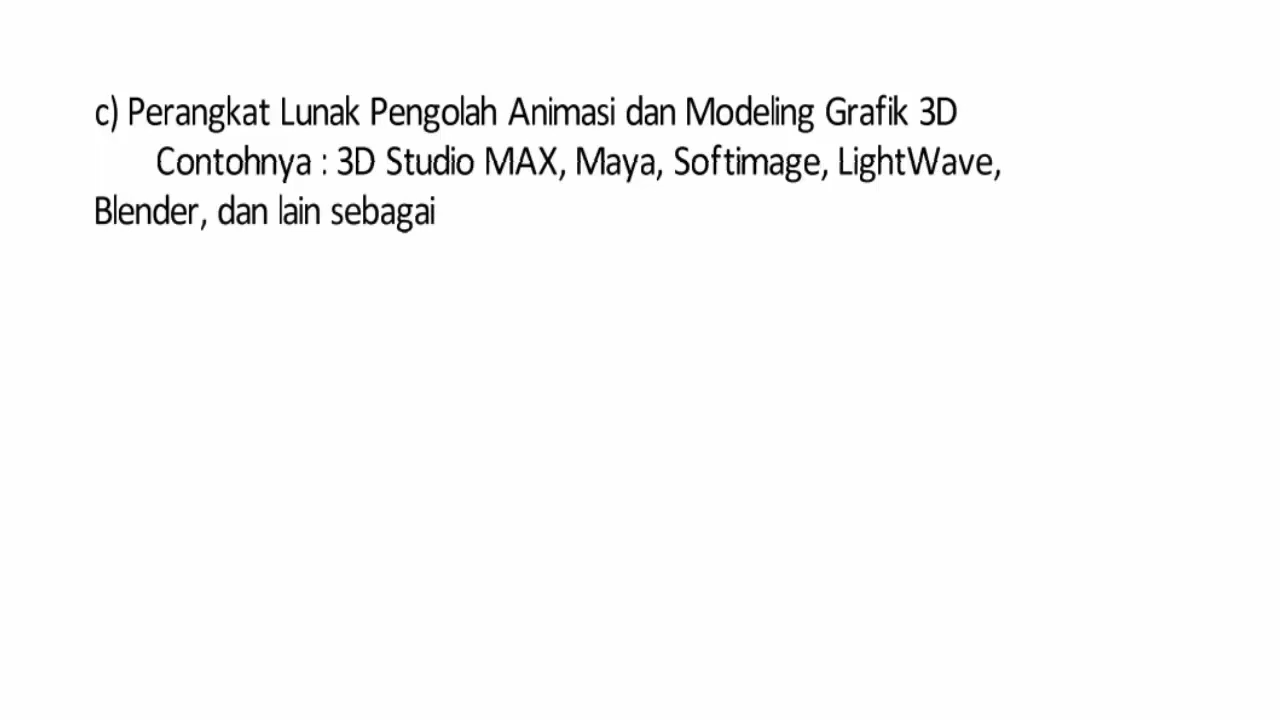 c) Perangkat Lunak Pengolah Animasi dan Modeling Grafik 3D
Contohnya : 3D Studio MAX, Maya, Softimage, LightWave,
Blender, dan lain sebagai